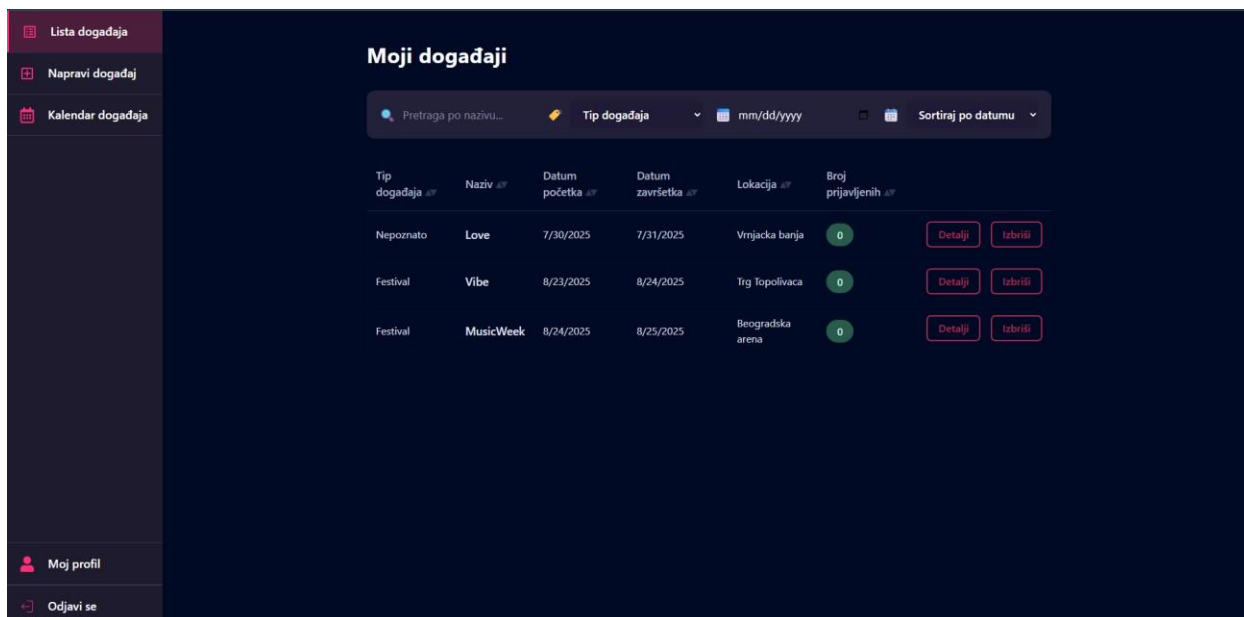 Lista događaja
Napravi događaj
Kalendar događaja
Moj profil
Odjavi se
Moji događaji
Pretraga po nazivu... Tip događaja mm/dd/yyyy Sortiraj po datumu
Tip događaja Naziv Datum početka Datum završetka Lokacija Broj prijavljenih
Nepoznato Love 7/30/2025 7/31/2025 Vrnjacka banja 0 Detalji Izbriši
Festival Vibe 8/23/2025 8/24/2025 Trg Topolivaca 0 Detalji Izbriši
Festival MusicWeek 8/24/2025 8/25/2025 Beogradska arena 0 Detalji Izbriši